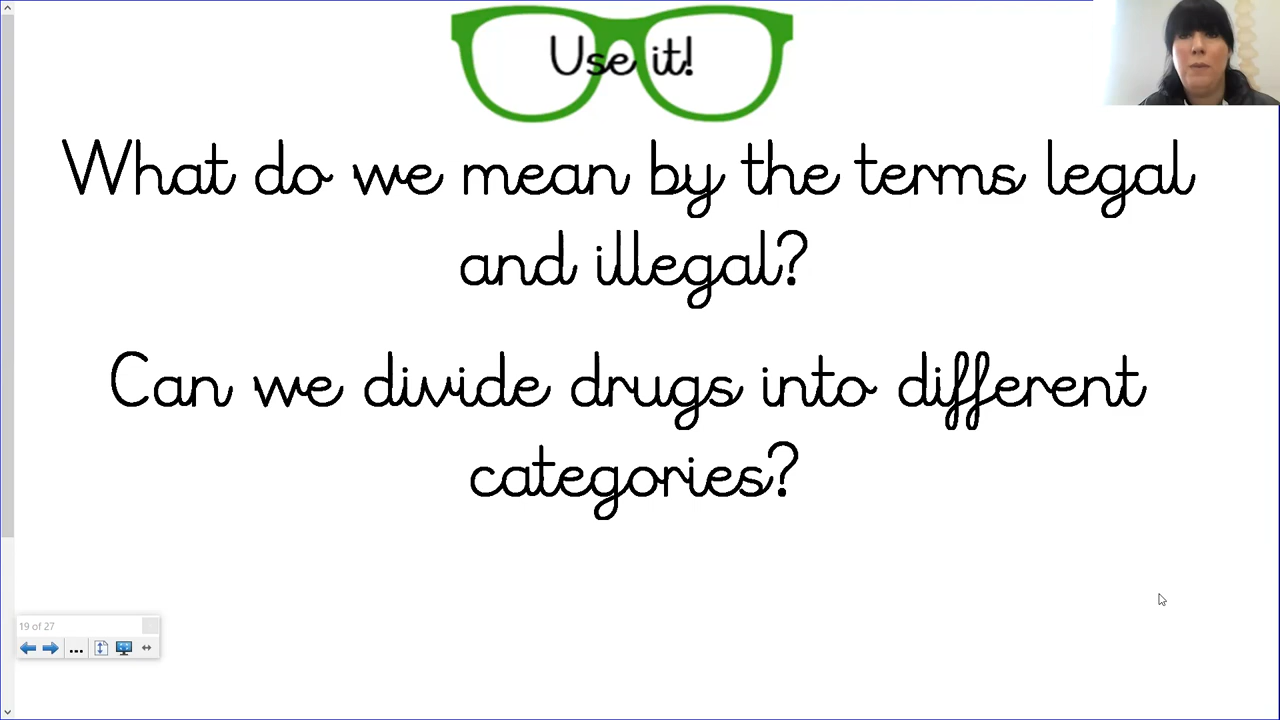 Use it!
What do we mean by the terms legal
and illegal?
Can we divide drugs into different
categories?
19 of 27
...